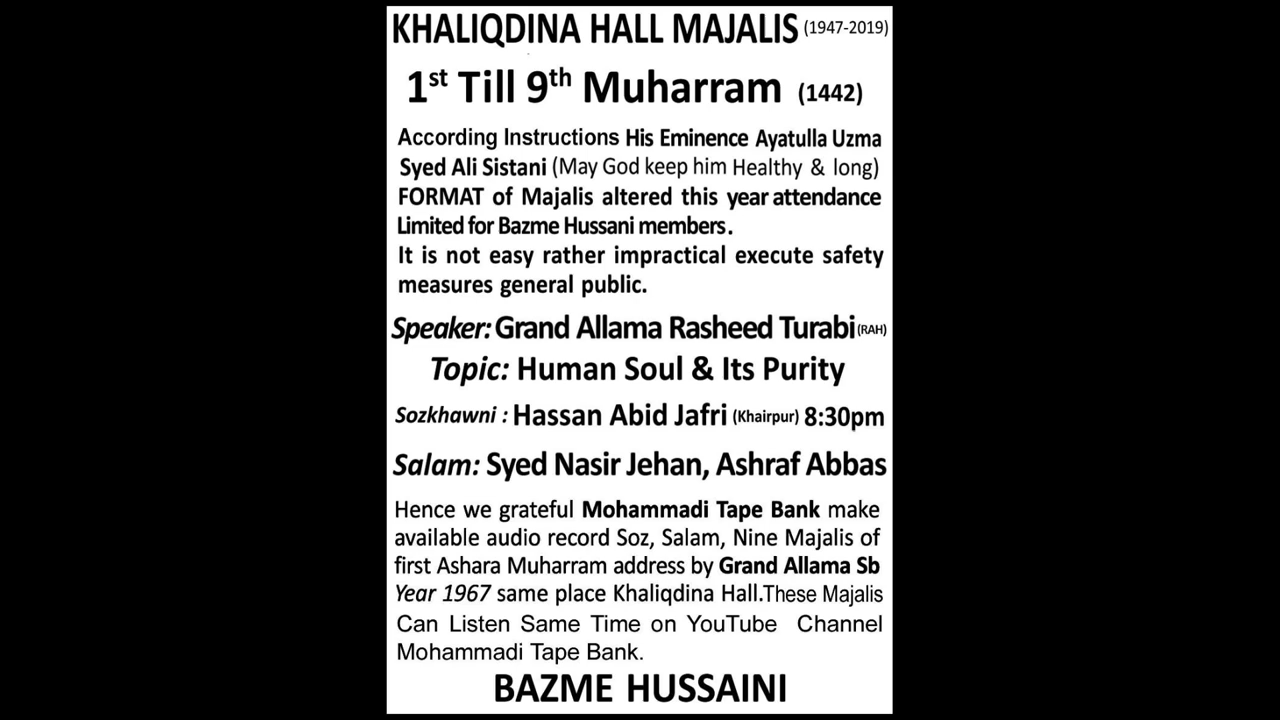 KHALIQDINA HALL MAJALIS (1947-2019)
1st Till 9th Muharram (1442)
According Instructions His Eminence Ayatulla Uzma
Syed Ali Sistani (May God keep him Healthy & long)
FORMAT of Majalis altered this year attendance
Limited for Bazme Hussani members.
It is not easy rather impractical execute safety
measures general public.
Speaker: Grand Allama Rasheed Turabi (RAH)
Topic: Human Soul & Its Purity
Sozkhawni : Hassan Abid Jafri (Khairpur) 8:30pm
Salam: Syed Nasir Jehan, Ashraf Abbas
Hence we grateful Mohammadi Tape Bank make
available audio record Soz, Salam, Nine Majalis of
first Ashara Muharram address by Grand Allama Sb
Year 1967 same place Khaliqdina Hall.These Majalis
Can Listen Same Time on YouTube Channel
Mohammadi Tape Bank.
BAZME HUSSAINI